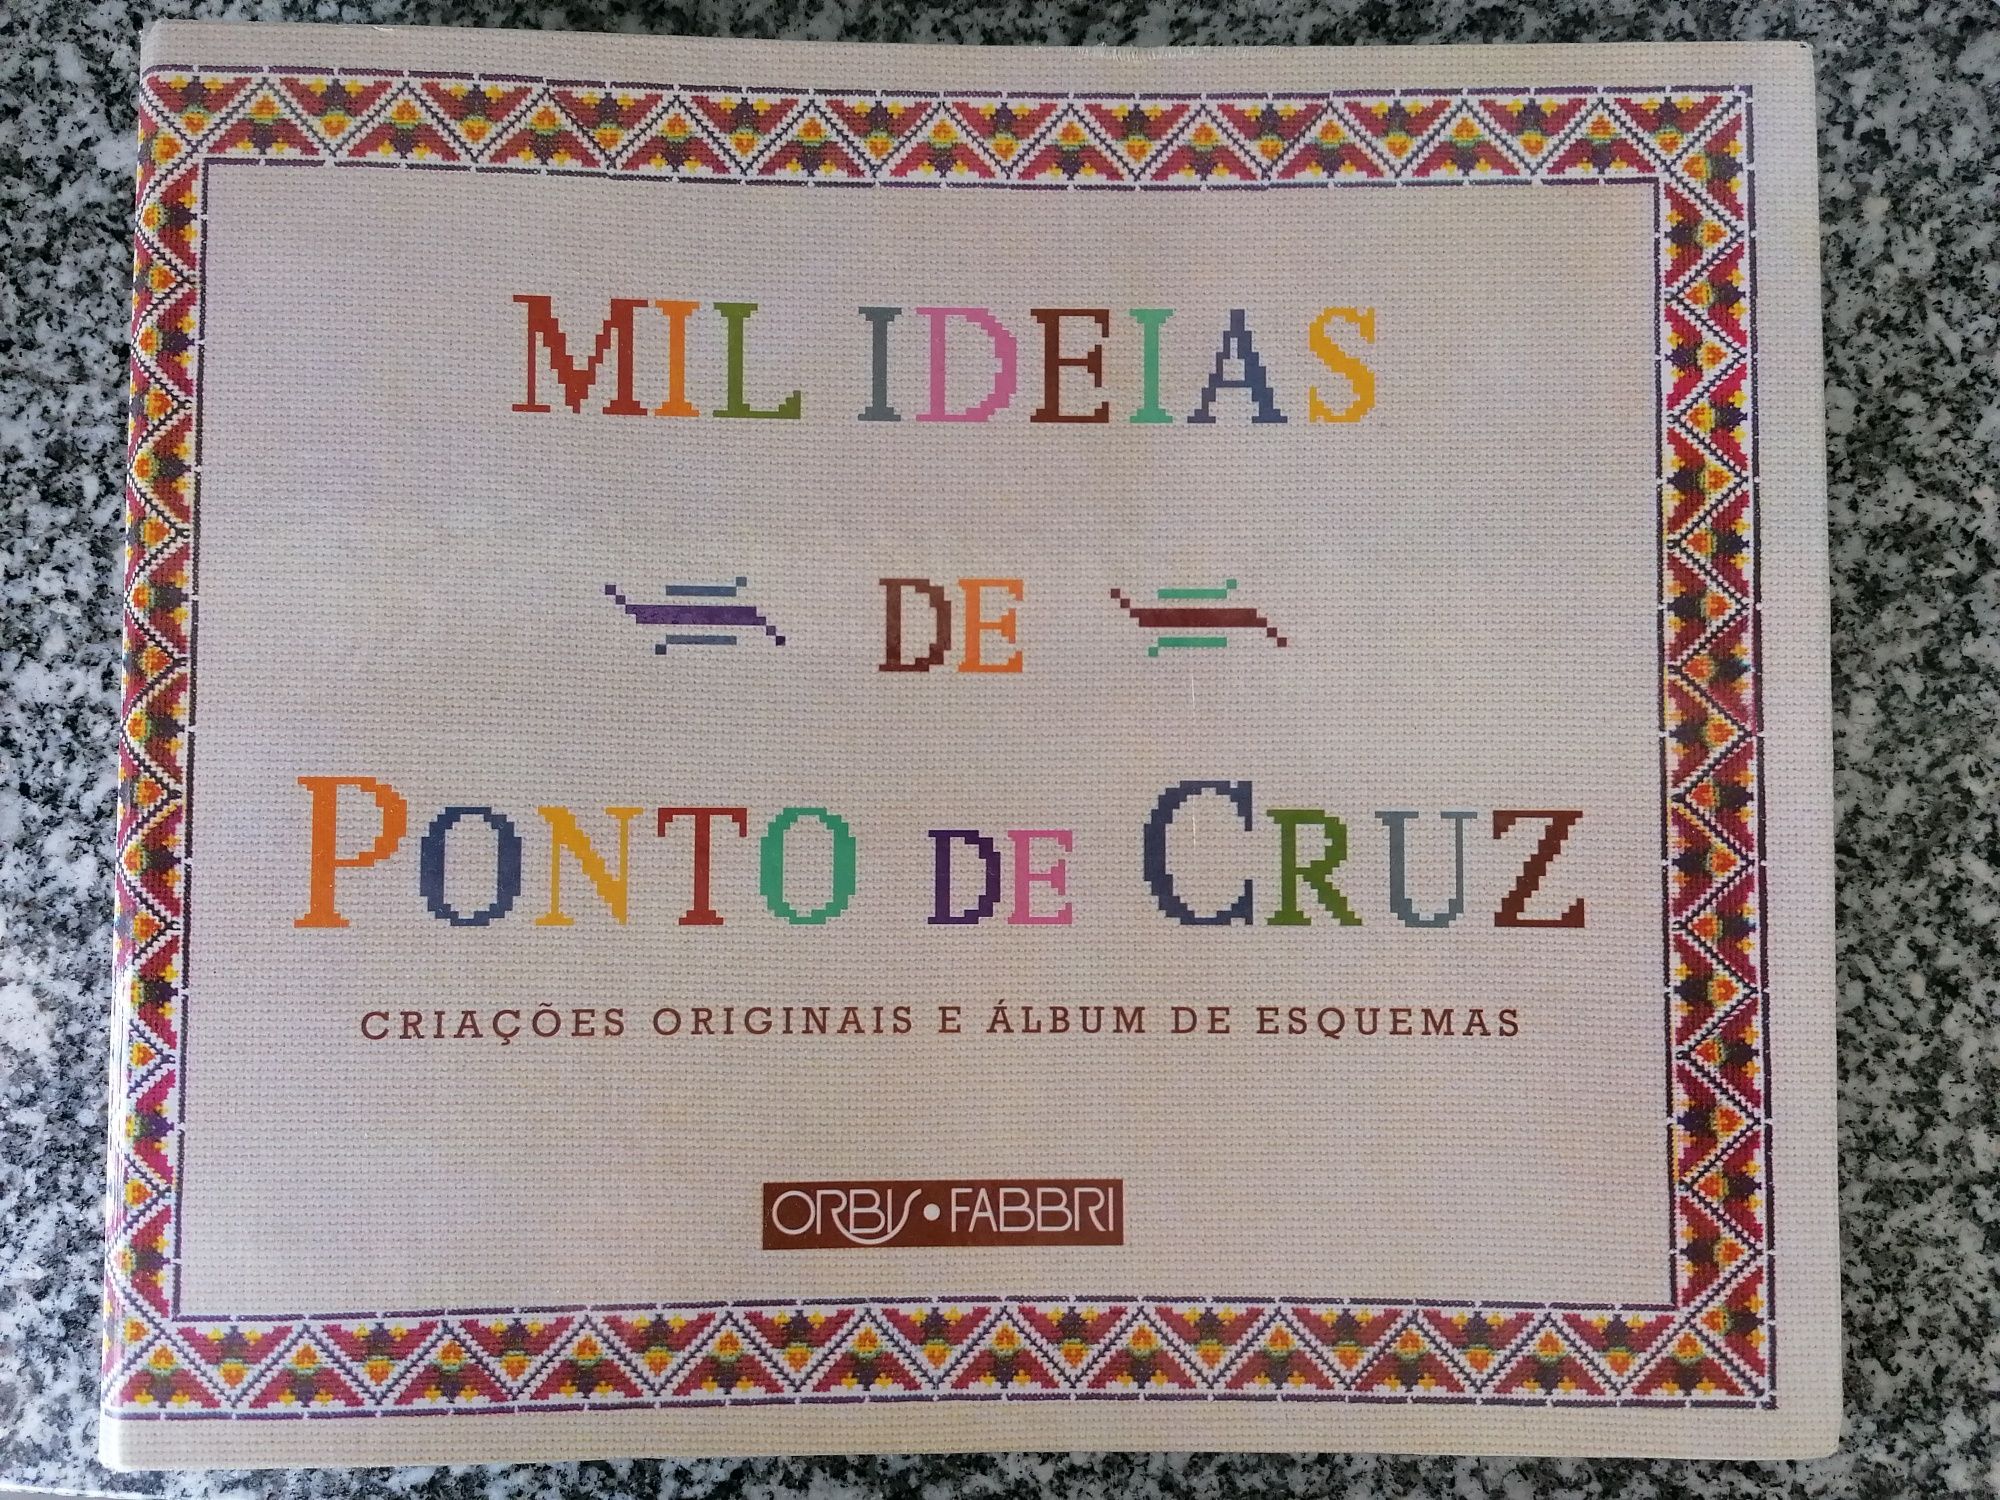 MIL IDEIAS
DE
PONTO DE CRUZ
CRIAÇÕES ORIGINAIS E ÁLBUM DE ESQUEMAS
ORBIS • FABBRI